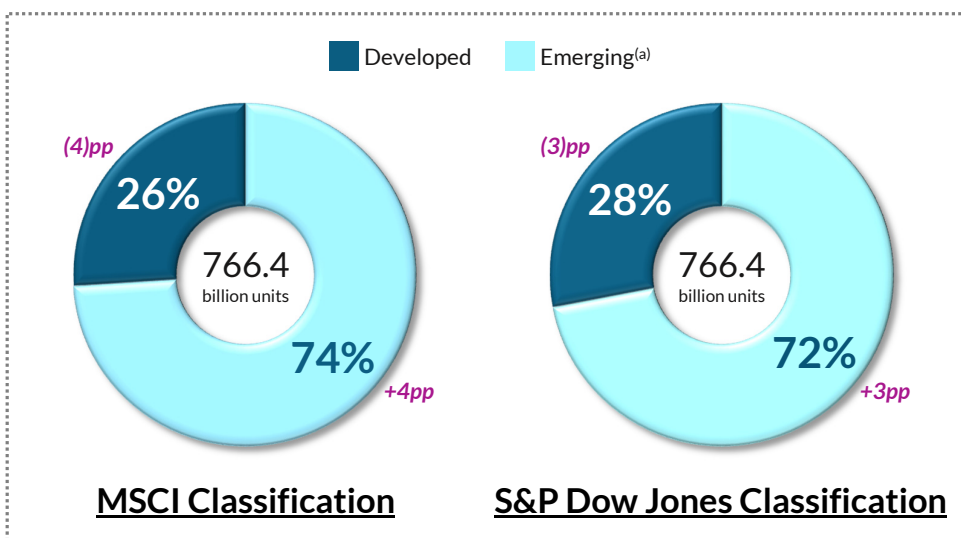 Developed Emerging(a)
(4)pp
26%
766.4
billion units
74%
+4pp
MSCI Classification
(3)pp
28%
766.4
billion units
72%
+3pp
S&P Dow Jones Classification